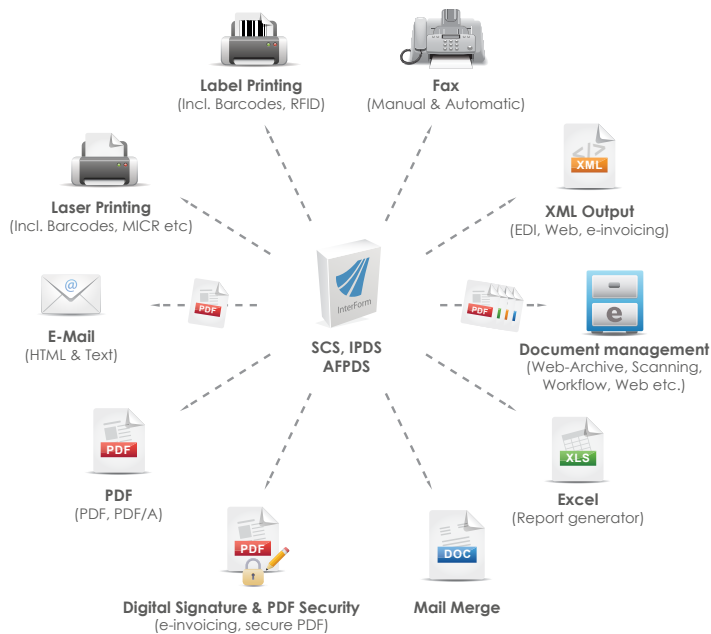 Label Printing
(Incl. Barcodes, RFID)
Fax
(Manual & Automatic)
</>
XML
XML Output
(EDI, Web, e-invoicing)
Laser Printing
(Incl. Barcodes, MICR etc)
@
E-Mail
(HTML & Text)
PDF
InterForm
SCS, IPDS
AFPDS
PDF
e
Document management
(Web-Archive, Scanning,
Workflow, Web etc.)
PDF
PDF
(PDF, PDF/A)
XLS
Excel
(Report generator)
PDF
Digital Signature & PDF Security
(e-invoicing, secure PDF)
DOC
Mail Merge